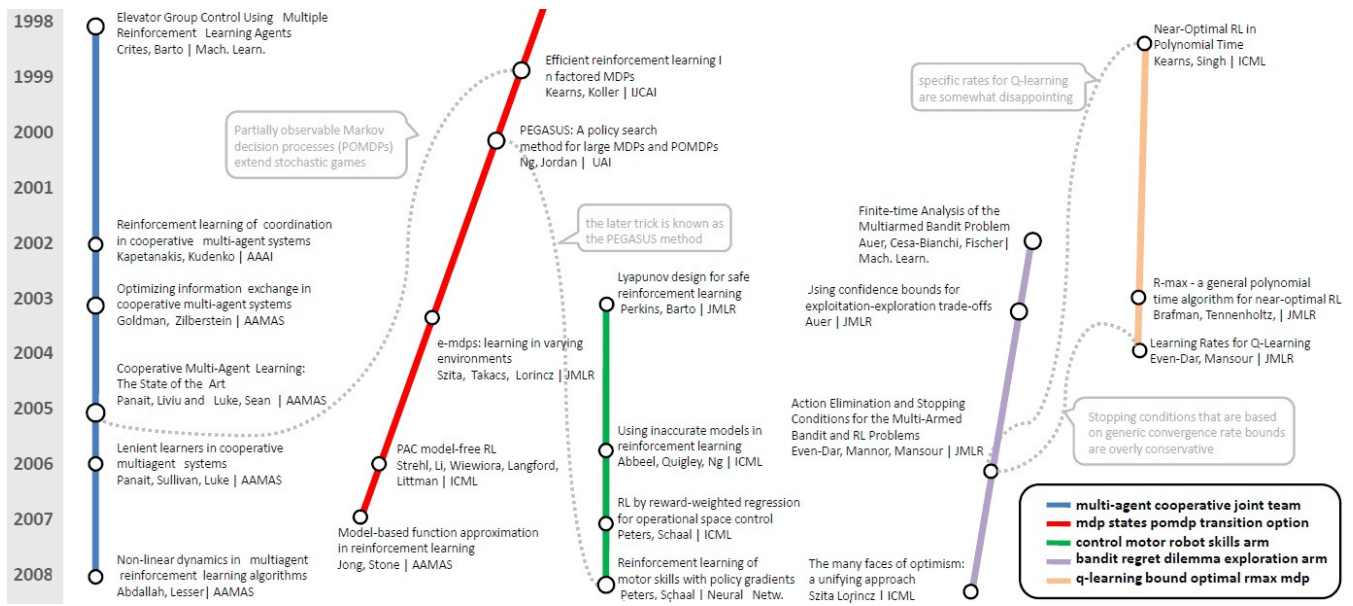 1998
1999
2000
2001
2002
2003
2004
2005
2006
2007
2008
Elevator Group Control Using Multiple
Reinforcement Learning Agents
Crites, Barto | Mach. Learn.
Reinforcement learning of coordination
in cooperative multi-agent systems
Kapetanakis, Kudenko | AAAI
Optimizing information exchange in
cooperative multi-agent systems
Goldman, Zilberstein | AAMAS
Cooperative Multi-Agent Learning:
The State of the Art
Panait, Liviu and Luke, Sean | AAMAS
Lenient learners in cooperative
multiagent systems
Panait, Sullivan, Luke | AAMAS
Non-linear dynamics in multiagent
reinforcement learning algorithms
Abdallah, Lesser| AAMAS
Partially observable Markov
decision processes (POMDPs)
extend stochastic games
Efficient reinforcement learning I
n factored MDPs
Kearns, Koller | IJCAI
PEGASUS: A policy search
method for large MDPs and POMDPs
Ng, Jordan | UAI
e-mdps: learning in varying
environments
Szita, Takacs, Lorincz | JMLR
PAC model-free RL
Strehl, Li, Wiewiora, Langford,
Littman | ICML
Model-based function approximation
in reinforcement learning
Jong, Stone | AAMAS
the later trick is known as
the PEGASUS method
Lyapunov design for safe
reinforcement learning
Perkins, Barto | JMLR
Using inaccurate models in
reinforcement learning
Abbeel, Quigley, Ng | ICML
RL by reward-weighted regression
for operational space control
Peters, Schaal | ICML
Reinforcement learning of
motor skills with policy gradients
Peters, Schaal | Neural Netw.
Finite-time Analysis of the
Multiarmed Bandit Problem
Auer, Cesa-Bianchi, Fischer|
Mach. Learn.
Jsing confidence bounds for
exploitation-exploration trade-offs
Auer | JMLR
Action Elimination and Stopping
Conditions for the Multi-Armed
Bandit and RL Problems
Even-Dar, Mannor, Mansour | JMLR
The many faces of optimism:
a unifying approach
Szita Lorincz | ICML
specific rates for Q-learning
are somewhat disappointing
Near-Optimal RL in
Polynomial Time
Kearns, Singh | ICML
R-max - a general polynomial
time algorithm for near-optimal RL
Brafman, Tennenholtz, | JMLR
Learning Rates for Q-Learning
Even-Dar, Mansour | JMLR
Stopping conditions that are based
on generic convergence rate bounds
are overly conservative
multi-agent cooperative joint team
mdp states pomdp transition option
control motor robot skills arm
bandit regret dilemma exploration arm
q-learning bound optimal rmax mdp